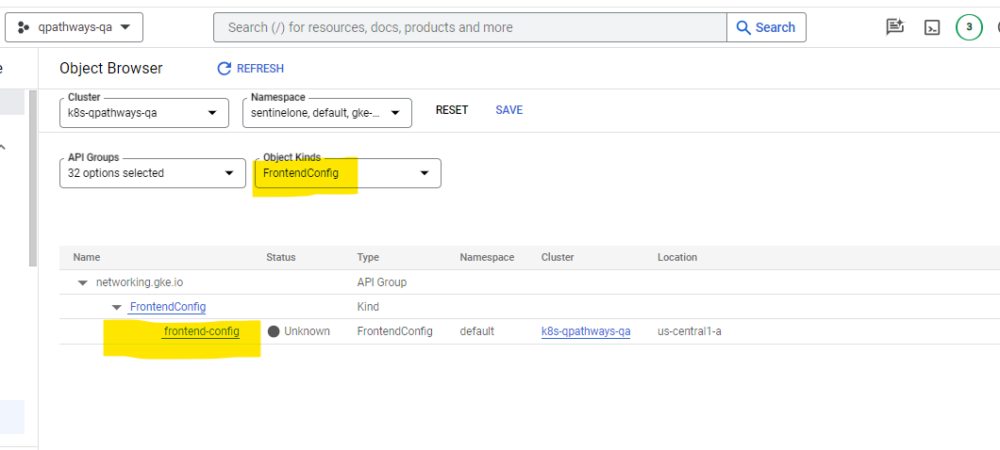 qpathways-qa
Search (/) for resources, docs, products and more
Search
3
e
Object Browser
REFRESH
Cluster
k8s-qpathways-qa
Namespace
sentinelone, default, gke-...
RESET
SAVE
API Groups
32 options selected
Object Kinds
FrontendConfig
Name Status Type Namespace Cluster Location
networking.gke.io API Group
FrontendConfig Kind
frontend-config Unknown FrontendConfig default k8s-qpathways-qa us-central1-a